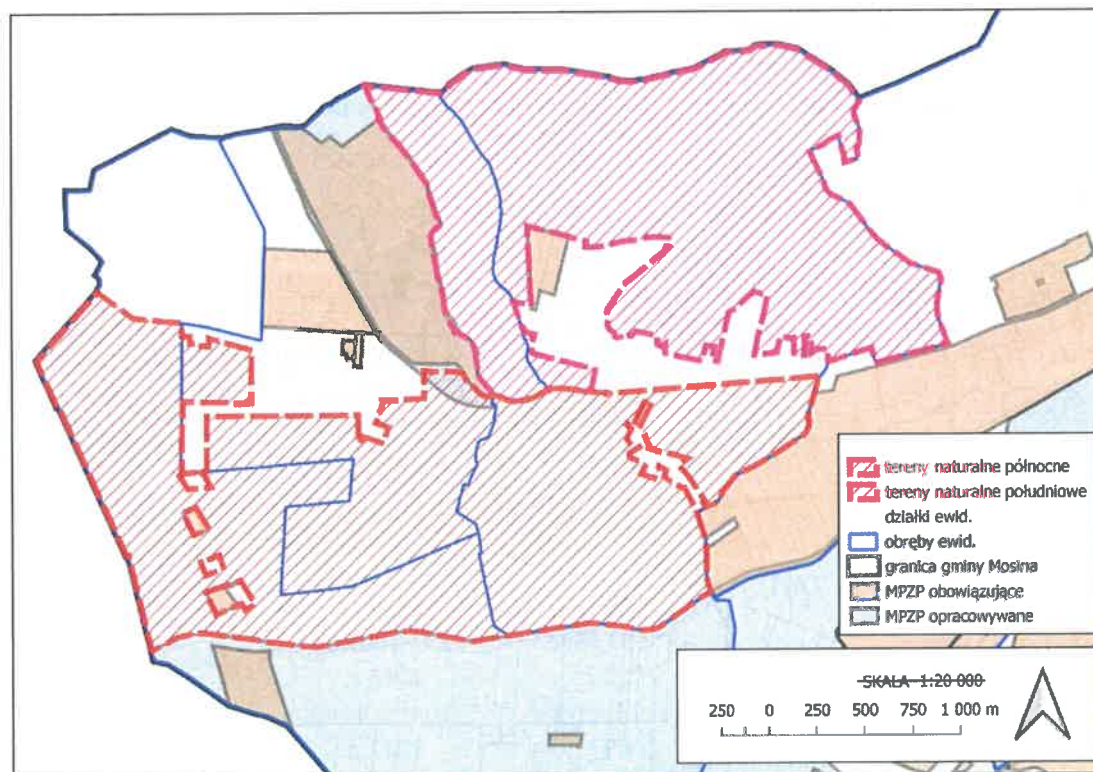 tereny naturalne północne
tereny naturalne południowe
działki ewid.
obręby ewid.
granica gminy Mosina
MPZP obowiązujące
MPZP opracowywane
SKALA 1:20 000
250 0 250 500 750 1 000 m